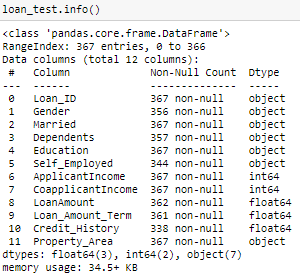 loan_test.info()
<class 'pandas.core.frame.DataFrame'>
RangeIndex: 367 entries, 0 to 366
Data columns (total 12 columns):
 #   Column             Non-Null Count  Dtype
---  ------             --------------  -----
 0   Loan_ID            367 non-null    object
 1   Gender             356 non-null    object
 2   Married            367 non-null    object
 3   Dependents         357 non-null    object
 4   Education          367 non-null    object
 5   Self_Employed      344 non-null    object
 6   ApplicantIncome    367 non-null    int64
 7   CoapplicantIncome  367 non-null    int64
 8   LoanAmount         362 non-null    float64
 9   Loan_Amount_Term   361 non-null    float64
 10  Credit_History     338 non-null    float64
 11  Property_Area      367 non-null    object
dtypes: float64(3), int64(2), object(7)
memory usage: 34.5+ KB